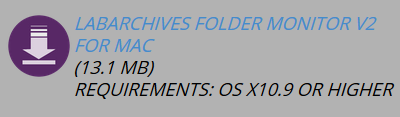 LABARCHIVES FOLDER MONITOR V2
FOR MAC
(13.1 MB)
REQUIREMENTS: OS X10.9 OR HIGHER